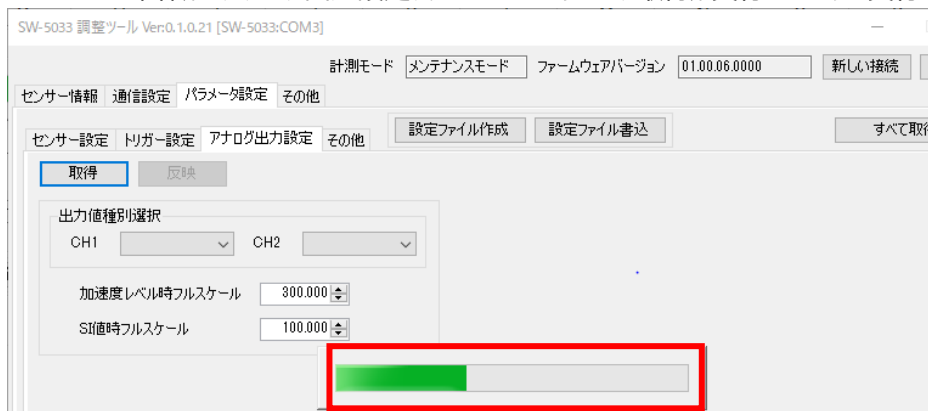 SW-5033 調整ツール Ver:0.1.0.21 [SW-5033:COM3]
計測モード メンテナンスモード ファームウェアバージョン 01.00.06.0000 新しい接続
センサー情報 通信設定 パラメータ設定 その他
設定ファイル作成 設定ファイル書込 すべて取得
センサー設定 トリガー設定 アナログ出力設定 その他
取得 反映
出力値種別選択
CH1 CH2
加速度レベル時フルスケール 300.000
SI値時フルスケール 100.000